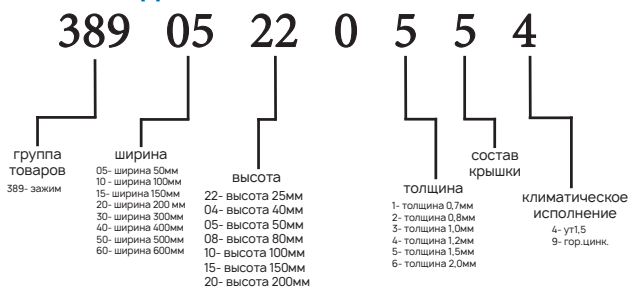 389 05 22 0 5 5 4
группа
товаров
389- зажим
ширина
05- ширина 50мм
10 - ширина 100мм
15- ширина 150мм
20- ширина 200 мм
30- ширина 300мм
40- ширина 400мм
50- ширина 500мм
60- ширина 600мм
высота
22- высота 25мм
04- высота 40мм
05- высота 50мм
08- высота 80мм
10- высота 100мм
15- высота 150мм
20- высота 200мм
толщина
1- толщина 0,7мм
2- толщина 0,8мм
3- толщина 1,0мм
4- толщина 1,2мм
5- толщина 1,5мм
6- толщина 2,0мм
состав
крышки
климатическое
исполнение
4- ут1,5
9- гор.цинк.